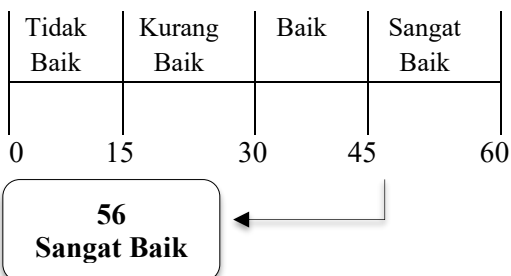 Tidak Kurang Baik Sangat
Baik Baik Baik
0 15 30 45 60
56
Sangat Baik